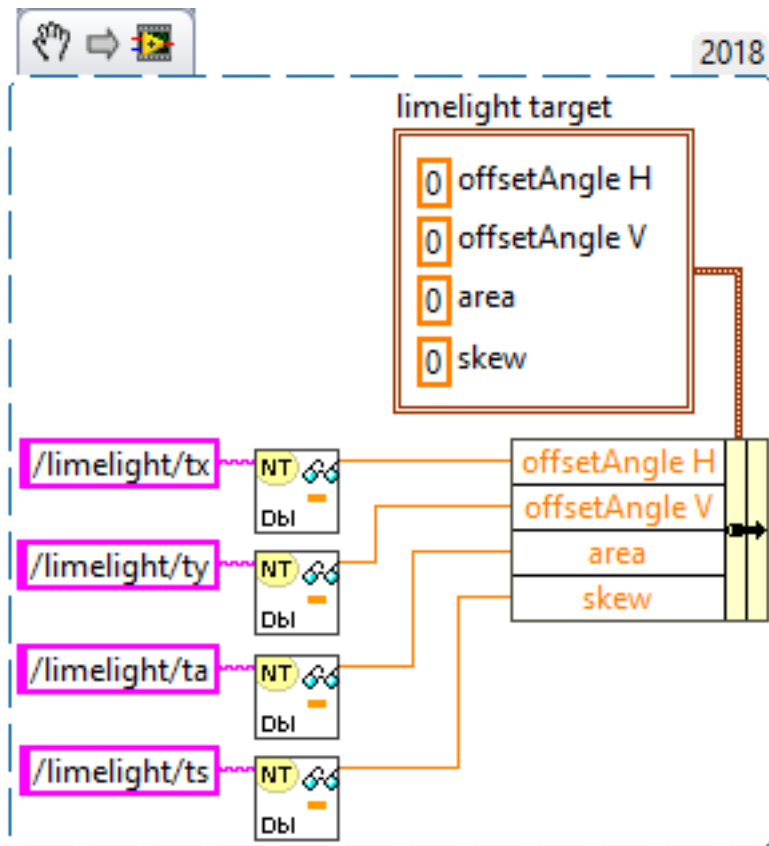 2018
limelight target
0 offsetAngle H
0 offsetAngle V
0 area
0 skew
/limelight/tx
NT
Dbl
offsetAngle H
offsetAngle V
area
skew
/limelight/ty
NT
Dbl
/limelight/ta
NT
Dbl
/limelight/ts
NT
Dbl